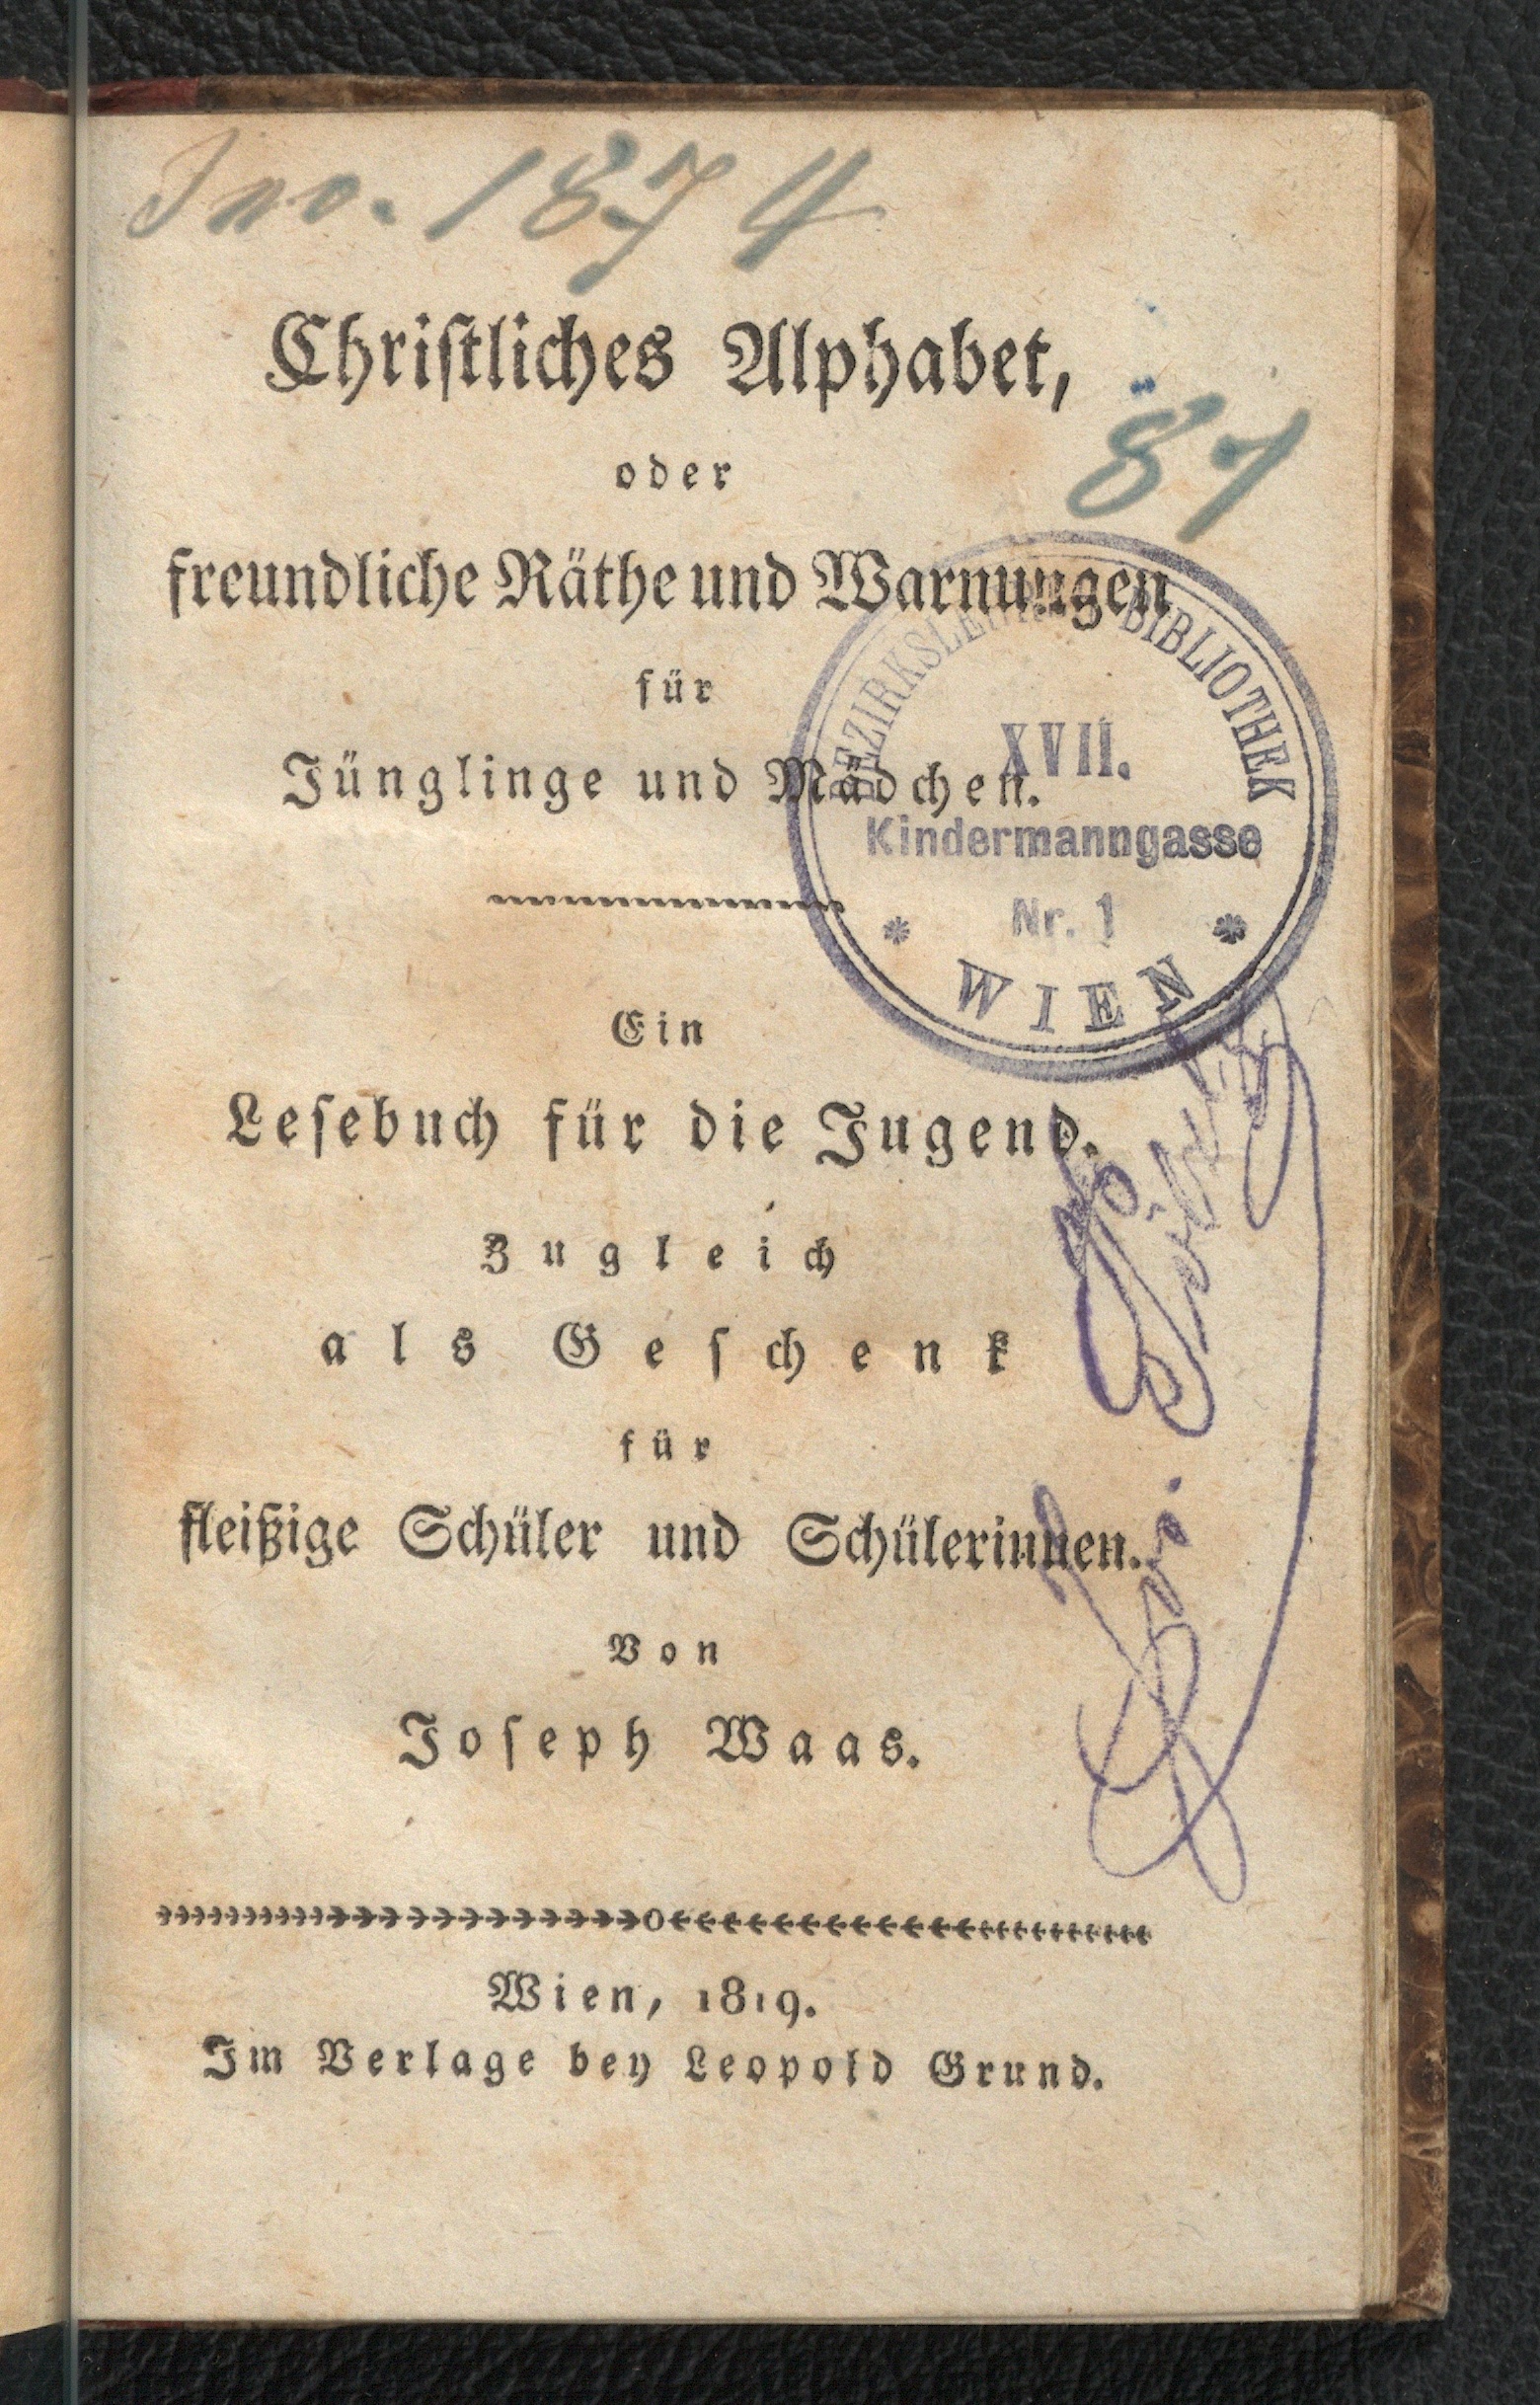 Inv. 1874
Christliches Alphabet,
87
oder
freundliche Räthe und Warnungen
für
Jünglinge und Mädchen.
BIBLIOTHEK
XVII.
Kindermanngasse
Nr. 1
* WIEN *
Ein
Lesebuch für die Jugend.
Zugleich
als Geschenk
für
fleißige Schüler und Schülerinnen.
Von
Joseph Waas.
Wien, 1819.
Im Verlage bey Leopold Grund.